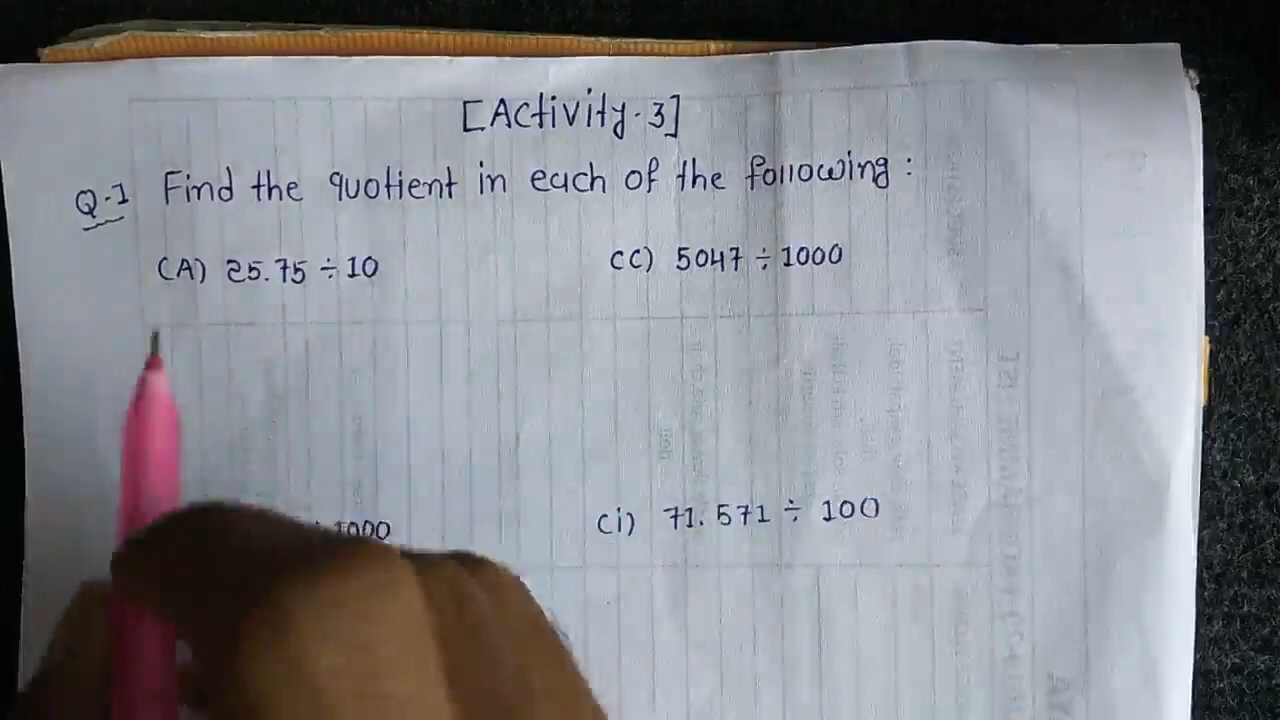 [Activity.3]
Q.1 Find the quotient in each of the following :
(A) 25.75 ÷ 10
(C) 5047 ÷ 1000
1000
(i) 71.571 ÷ 100